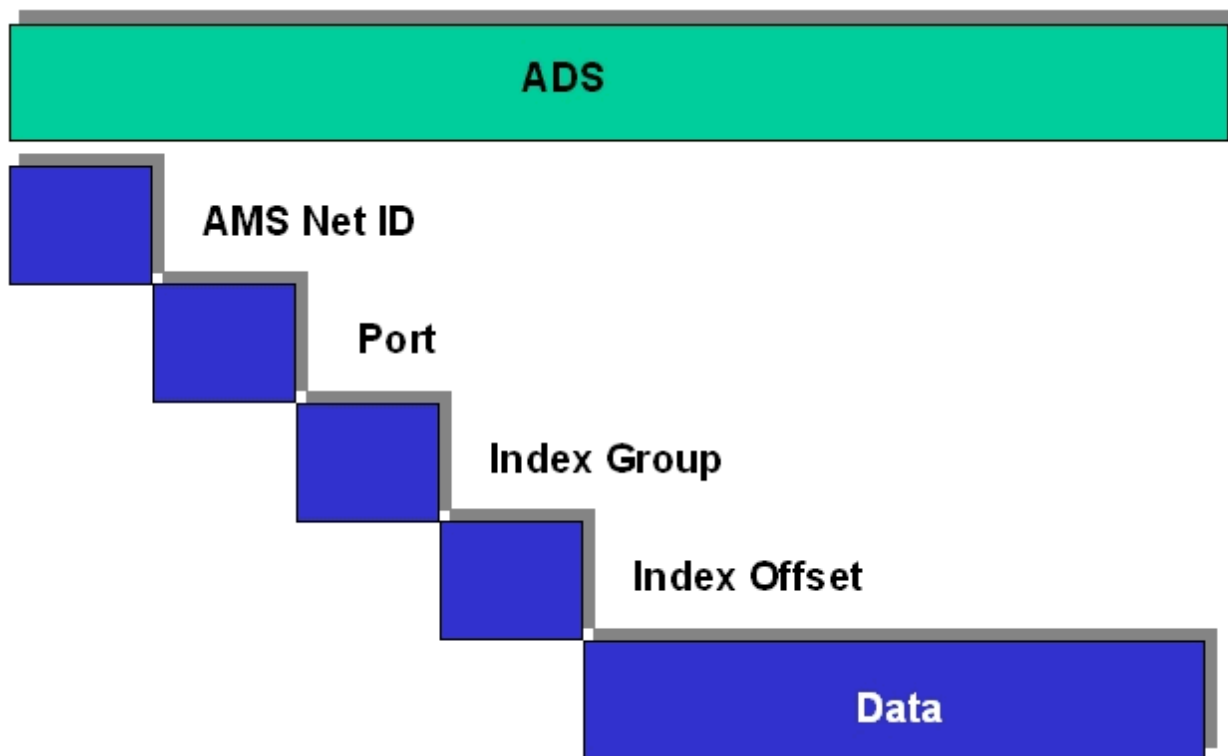 ADS
AMS Net ID
Port
Index Group
Index Offset
Data